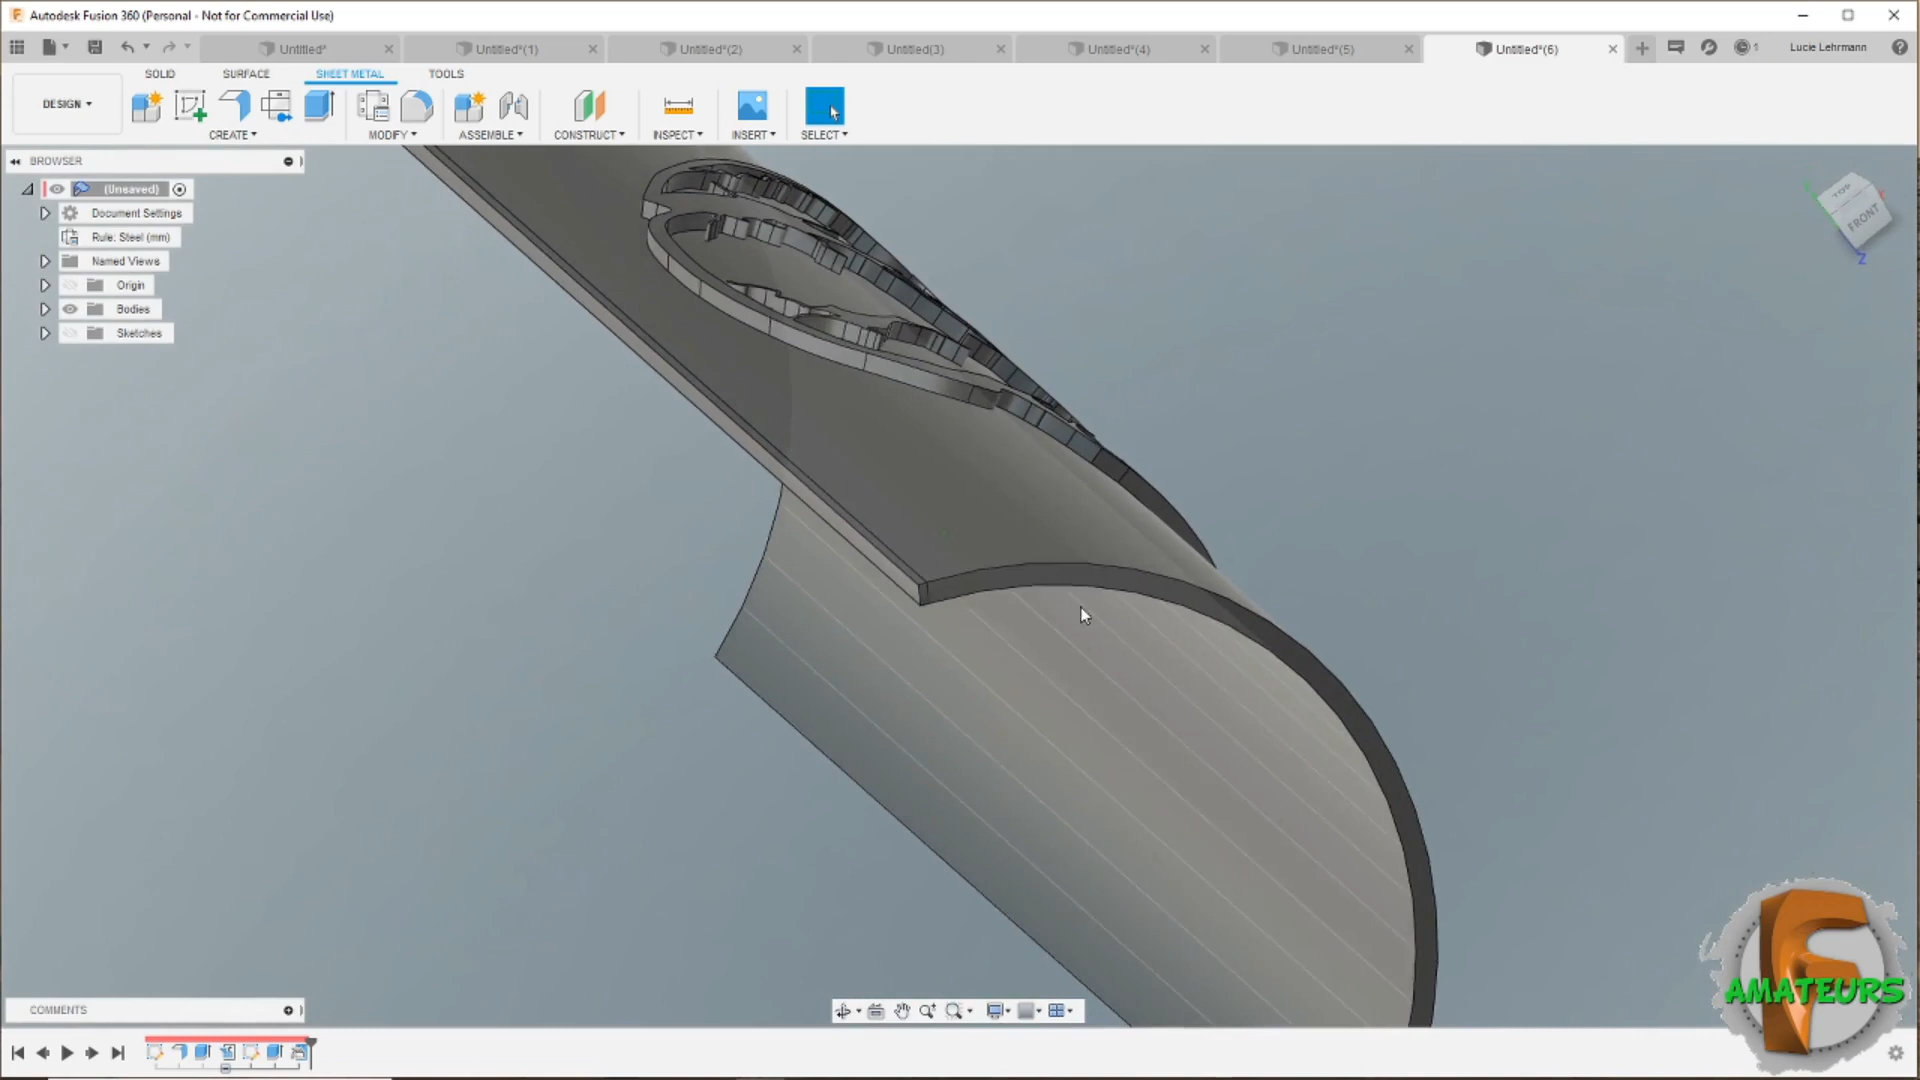 Autodesk Fusion 360 (Personal - Not for Commercial Use)
Untitled*
Untitled*(1)
Untitled*(2)
Untitled(3)
Untitled*(4)
Untitled*(5)
Untitled*(6)
1
Lucie Lehrmann
SOLID
SURFACE
SHEET METAL
TOOLS
DESIGN
CREATE
MODIFY
ASSEMBLE
CONSTRUCT
INSPECT
INSERT
SELECT
BROWSER
(Unsaved)
Document Settings
Rule: Steel (mm)
Named Views
Origin
Bodies
Sketches
TOP
FRONT
Z
AMATEURS
COMMENTS